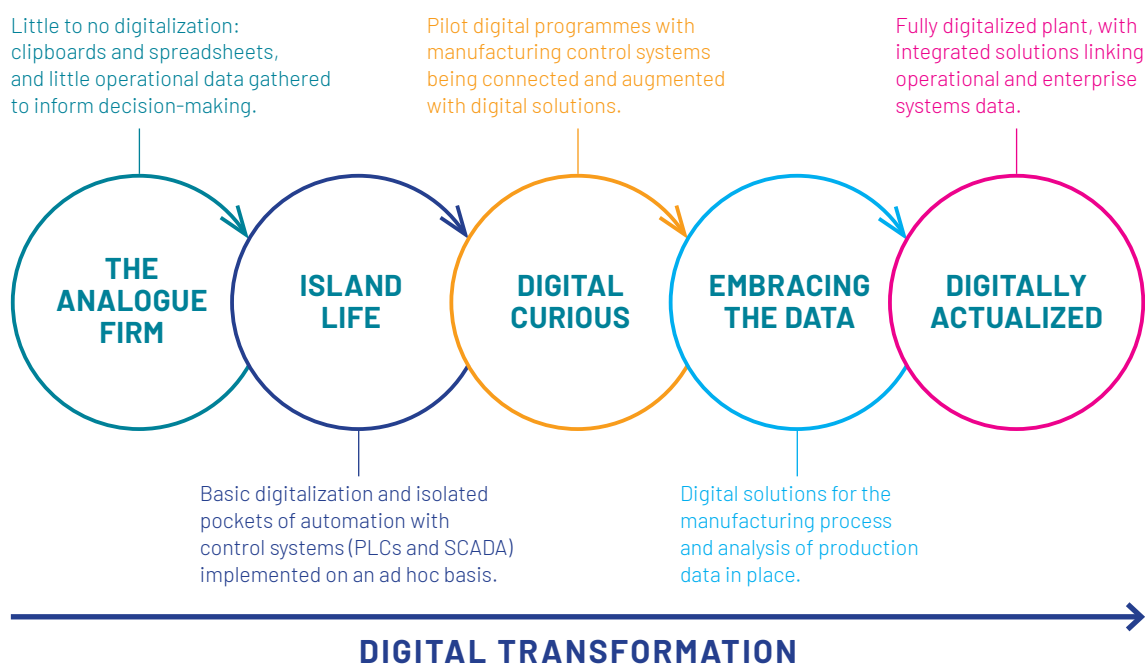 Little to no digitalization:
clipboards and spreadsheets,
and little operational data gathered
to inform decision-making.
Pilot digital programmes with
manufacturing control systems
being connected and augmented
with digital solutions.
Fully digitalized plant, with
integrated solutions linking
operational and enterprise
systems data.
THE
ANALOGUE
FIRM
ISLAND
LIFE
DIGITAL
CURIOUS
EMBRACING
THE DATA
DIGITALLY
ACTUALIZED
Basic digitalization and isolated
pockets of automation with
control systems (PLCs and SCADA)
implemented on an ad hoc basis.
Digital solutions for the
manufacturing process
and analysis of production
data in place.
DIGITAL TRANSFORMATION